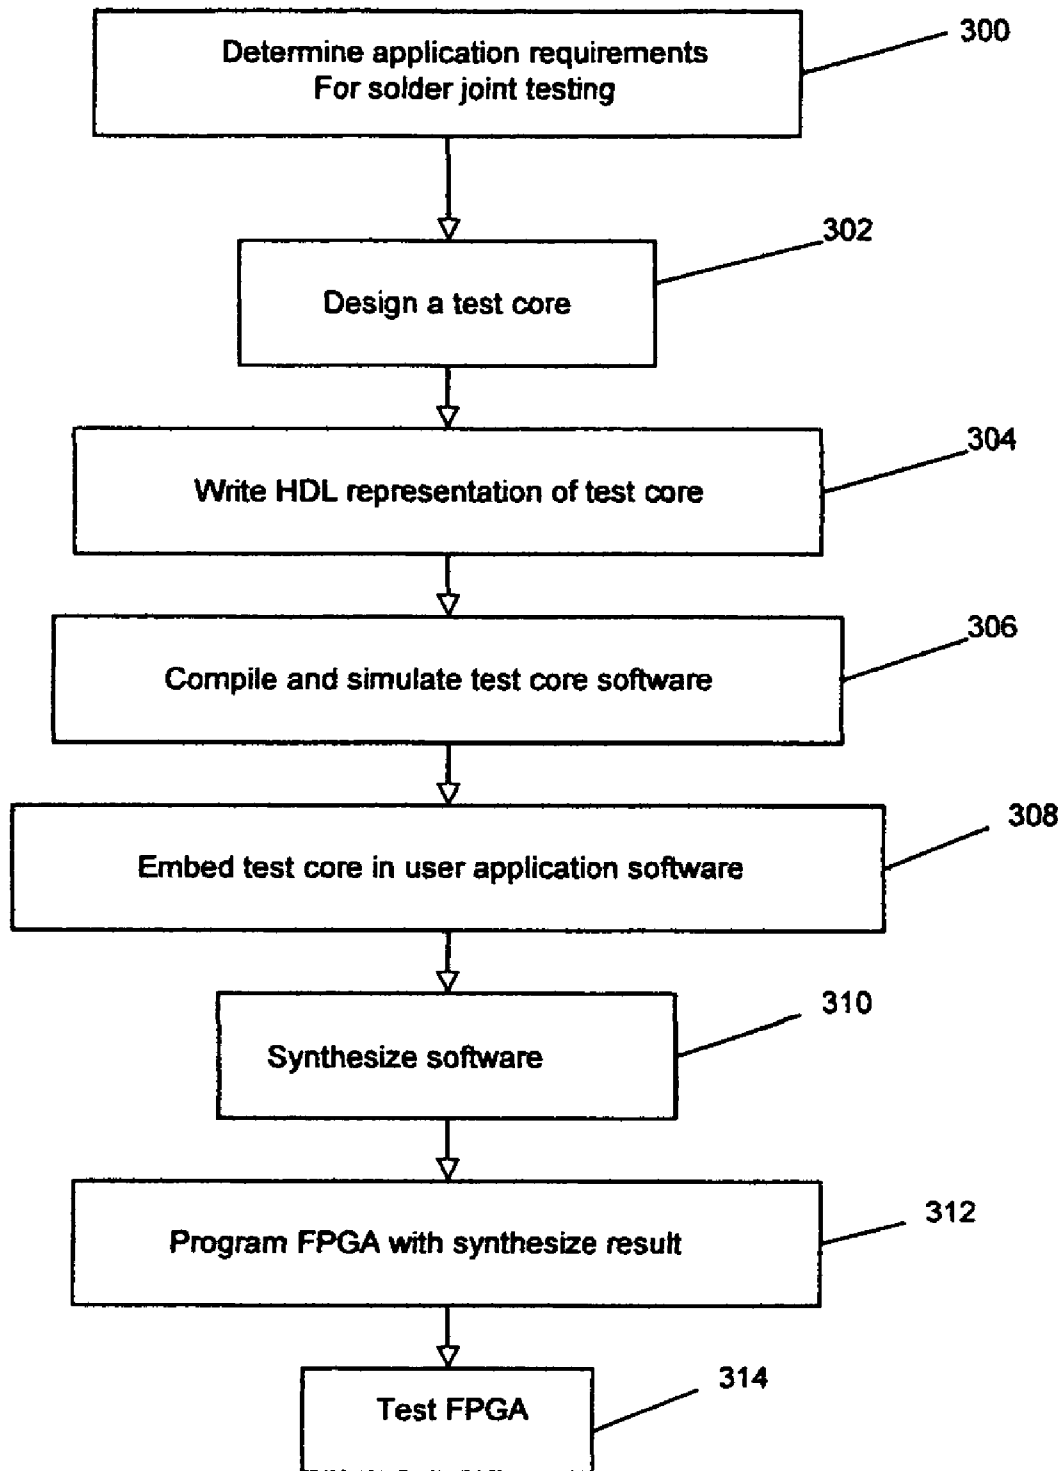 Determine application requirements
For solder joint testing
300
302
Design a test core
304
Write HDL representation of test core
306
Compile and simulate test core software
308
Embed test core in user application software
310
Synthesize software
312
Program FPGA with synthesize result
314
Test FPGA